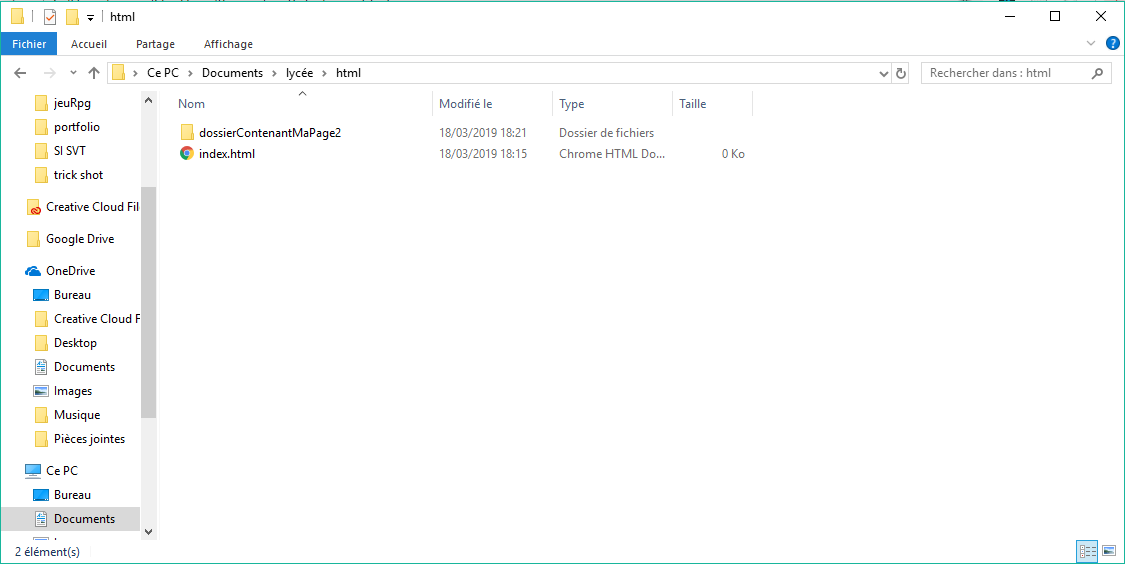 html
Fichier Accueil Partage Affichage
Ce PC Documents lycée html
Rechercher dans : html
Nom Modifié le Type Taille
dossierContenantMaPage2 18/03/2019 18:21 Dossier de fichiers
index.html 18/03/2019 18:15 Chrome HTML Do... 0 Ko
jeuRpg
portfolio
SI SVT
trick shot
Creative Cloud Fil
Google Drive
OneDrive
Bureau
Creative Cloud F
Desktop
Documents
Images
Musique
Pièces jointes
Ce PC
Bureau
Documents
2 élément(s)